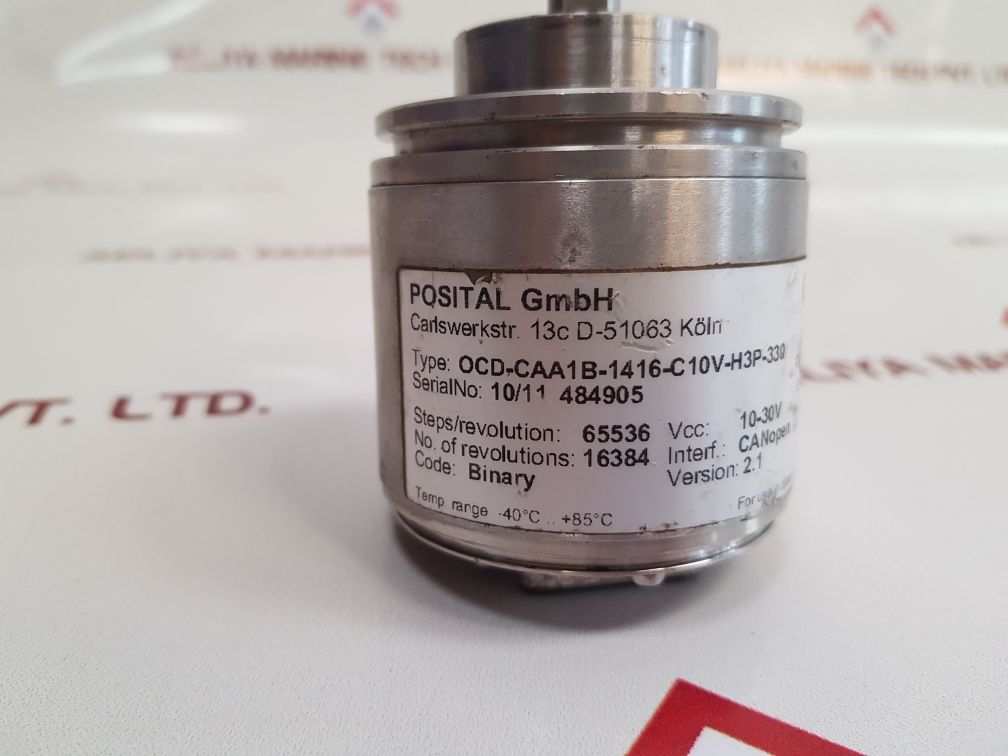 POSITAL GmbH
Carlswerkstr. 13c D-51063 Köln
Type: OCD-CAA1B-1416-C10V-H3P-330
SerialNo: 10/11 484905
Steps/revolution: 65536 Vcc: 10-30V
No. of revolutions: 16384 Interf.: CANopen
Code: Binary Version: 2.1
Temp. range -40°C .. +85°C For use
VT. LTD.